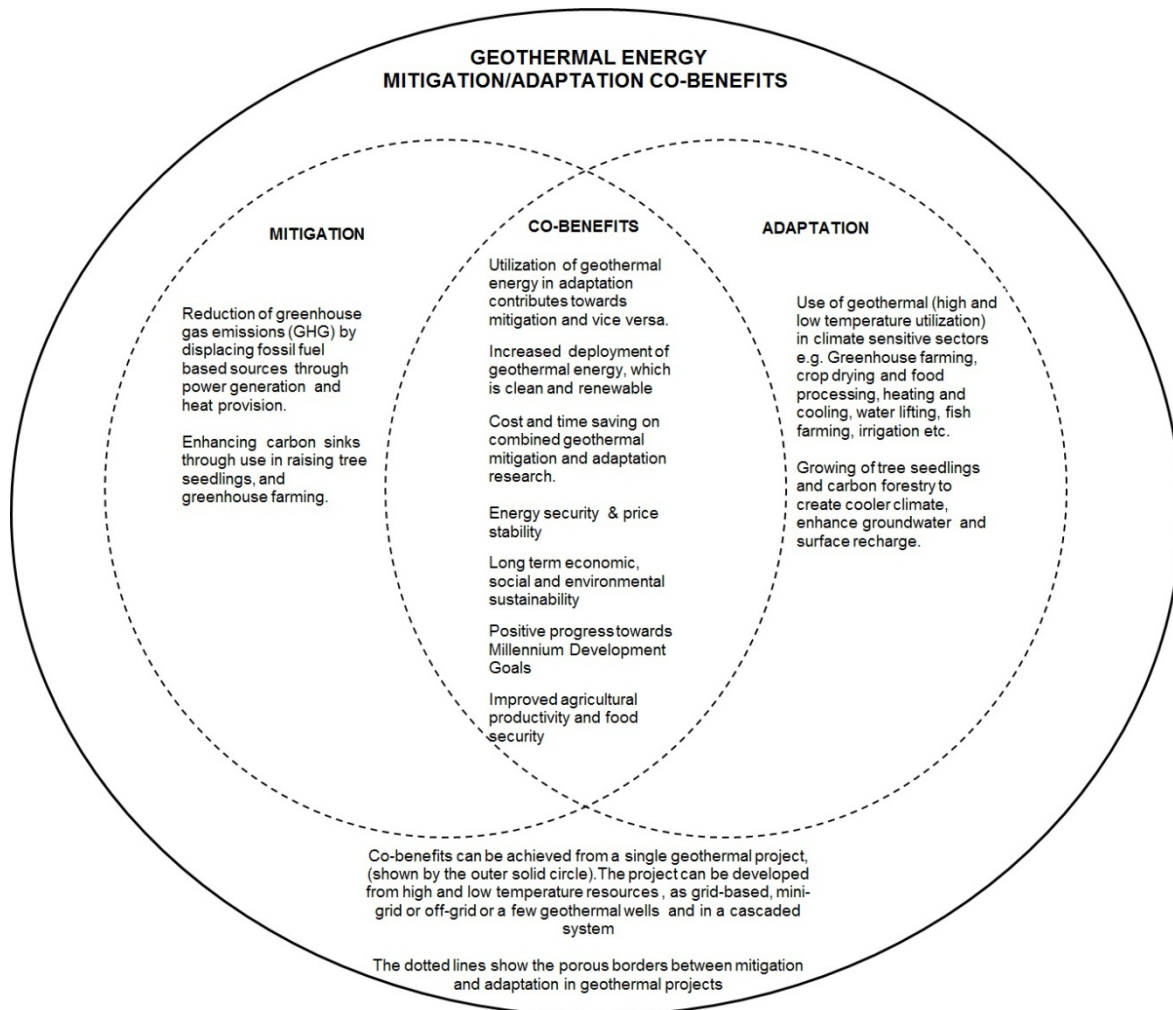 GEOTHERMAL ENERGY
MITIGATION/ADAPTATION CO-BENEFITS
MITIGATION
Reduction of greenhouse
gas emissions (GHG) by
displacing fossil fuel
based sources through
power generation and
heat provision.
Enhancing carbon sinks
through use in raising tree
seedlings, and
greenhouse farming.
CO-BENEFITS
Utilization of geothermal
energy in adaptation
contributes towards
mitigation and vice versa.
Increased deployment of
geothermal energy, which
is clean and renewable
Cost and time saving on
combined geothermal
mitigation and adaptation
research.
Energy security & price
stability
Long term economic,
social and environmental
sustainability
Positive progress towards
Millennium Development
Goals
Improved agricultural
productivity and food
security
ADAPTATION
Use of geothermal (high and
low temperature utilization)
in climate sensitive sectors
e.g. Greenhouse farming,
crop drying and food
processing, heating and
cooling, water lifting, fish
farming, irrigation etc.
Growing of tree seedlings
and carbon forestry to
create cooler climate,
enhance groundwater and
surface recharge.
Co-benefits can be achieved from a single geothermal project,
(shown by the outer solid circle).The project can be developed
from high and low temperature resources , as grid-based, mini-
grid or off-grid or a few geothermal wells and in a cascaded
system
The dotted lines show the porous borders between mitigation
and adaptation in geothermal projects